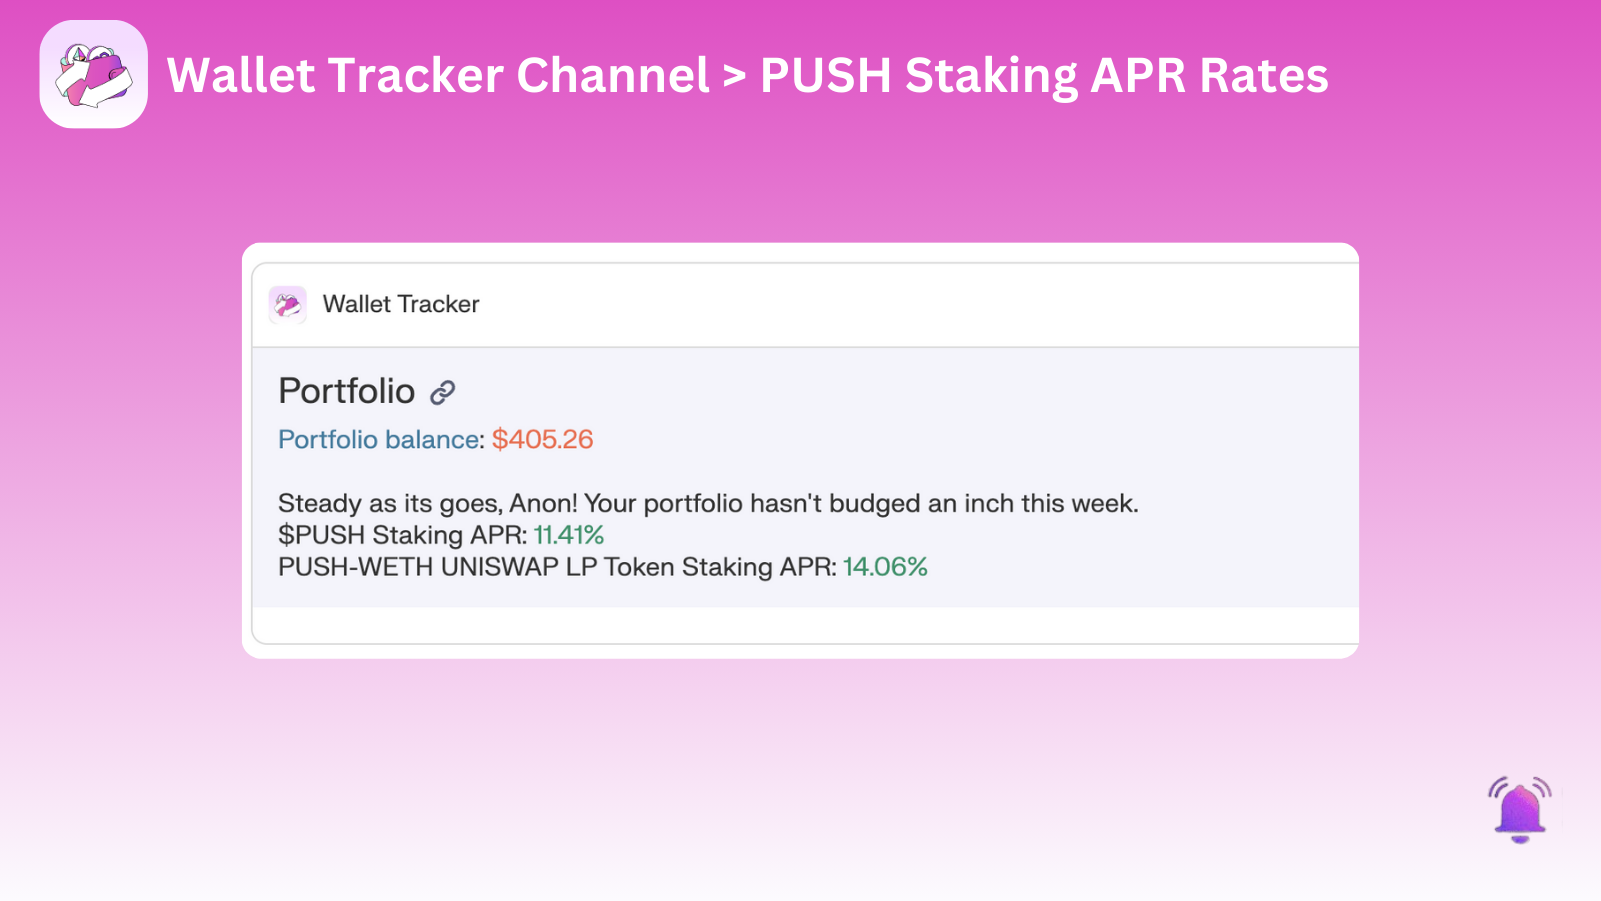 Wallet Tracker Channel > PUSH Staking APR Rates
Wallet Tracker
Portfolio
Portfolio balance: $405.26
Steady as its goes, Anon! Your portfolio hasn't budged an inch this week.
$PUSH Staking APR: 11.41%
PUSH-WETH UNISWAP LP Token Staking APR: 14.06%